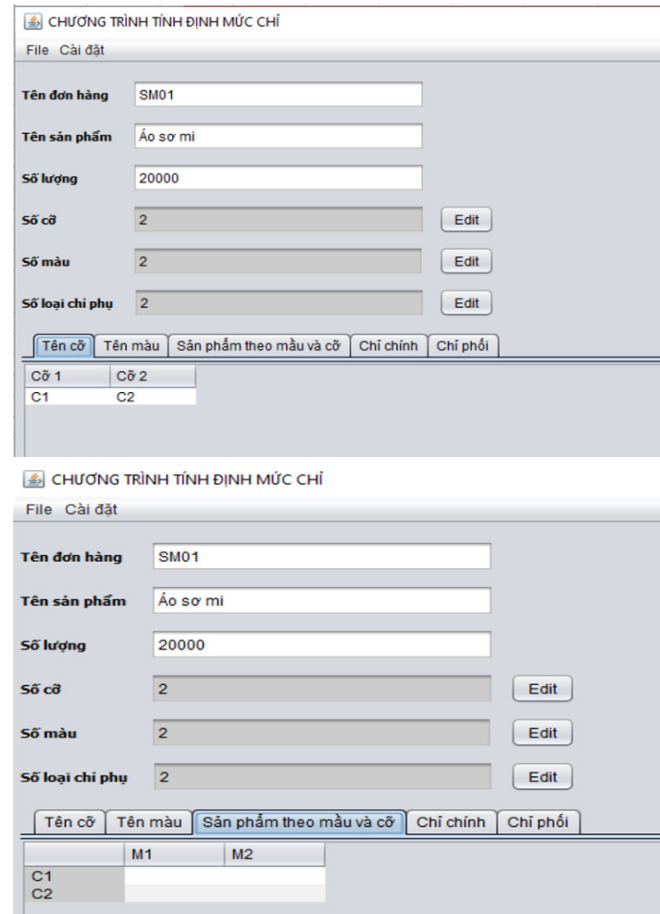 CHƯƠNG TRÌNH TÍNH ĐỊNH MỨC CHỈ
File Cài đặt
Tên đơn hàng SM01
Tên sản phẩm Áo sơ mi
Số lượng 20000
Số cỡ 2 Edit
Số màu 2 Edit
Số loại chỉ phụ 2 Edit
Tên cỡ Tên màu Sản phẩm theo mầu và cỡ Chỉ chính Chỉ phối
Cỡ 1 Cỡ 2
C1 C2
CHƯƠNG TRÌNH TÍNH ĐỊNH MỨC CHỈ
File Cài đặt
Tên đơn hàng SM01
Tên sản phẩm Áo sơ mi
Số lượng 20000
Số cỡ 2 Edit
Số màu 2 Edit
Số loại chỉ phụ 2 Edit
Tên cỡ Tên màu Sản phẩm theo mầu và cỡ Chỉ chính Chỉ phối
M1 M2
C1
C2